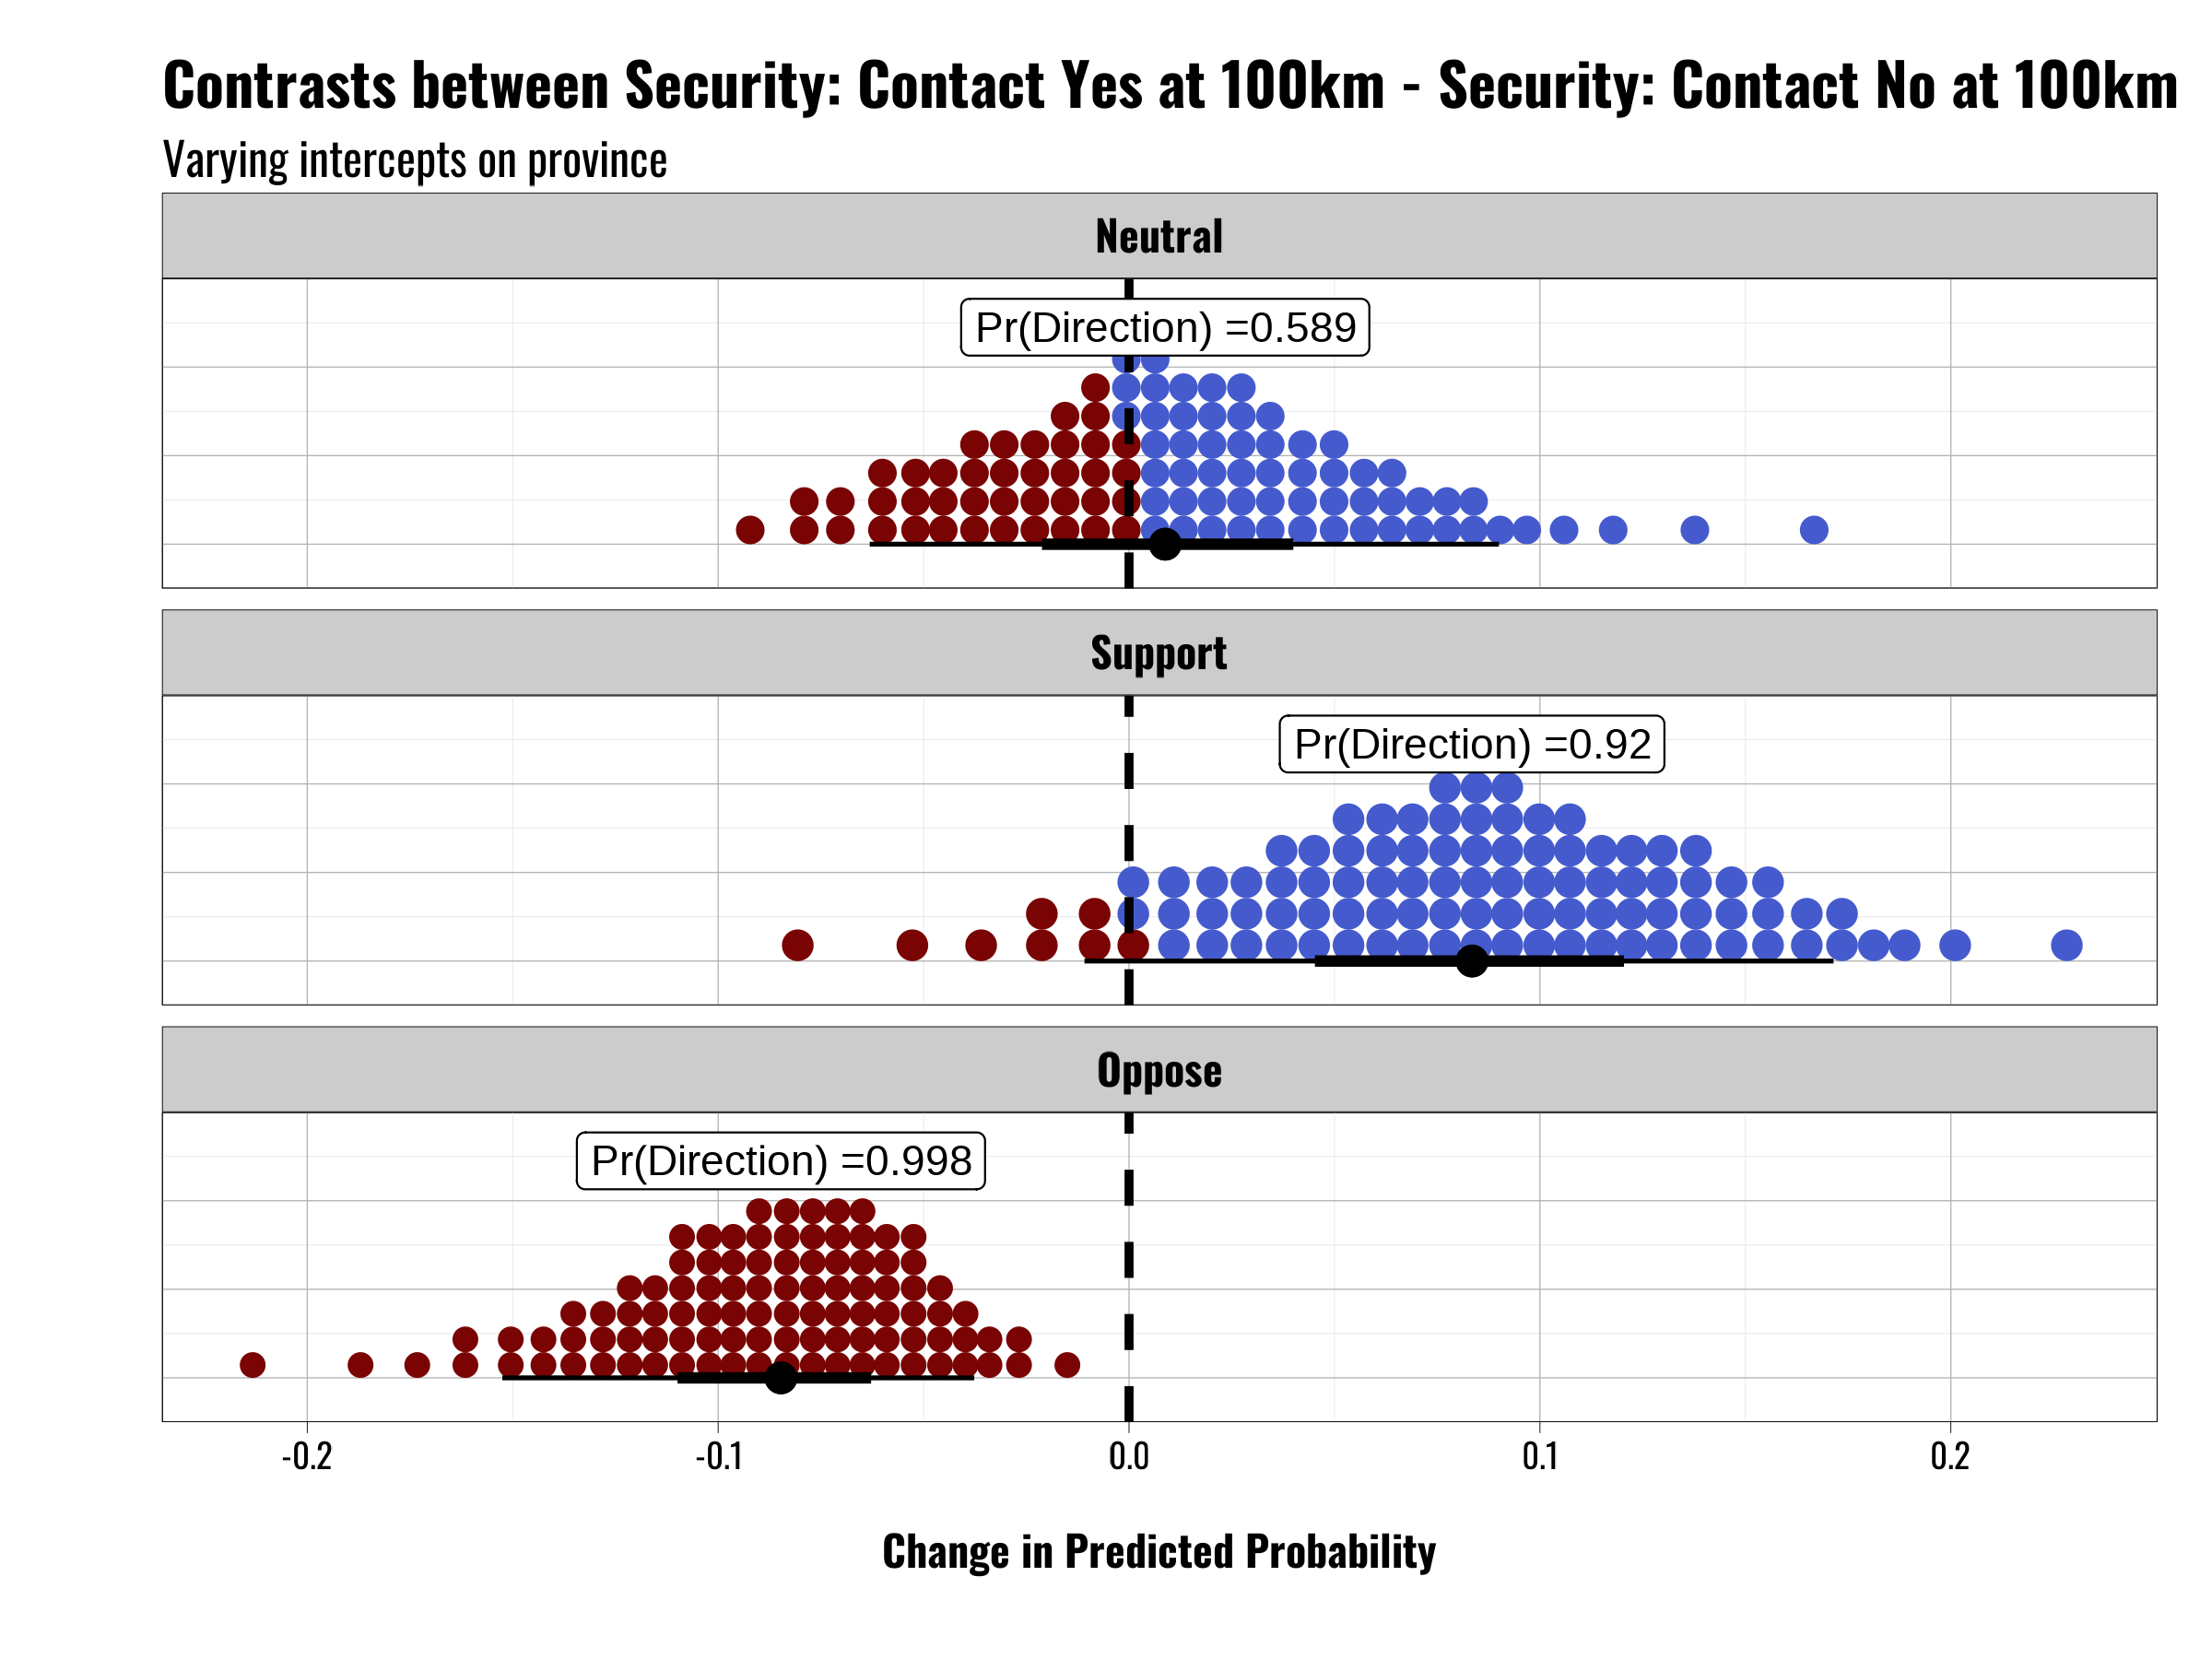 Contrasts between Security: Contact Yes at 100km - Security: Contact No at 100km
Varying intercepts on province
Neutral
Pr(Direction) =0.589
Support
Pr(Direction) =0.92
Oppose
Pr(Direction) =0.998
-0.2 -0.1 0.0 0.1 0.2
Change in Predicted Probability